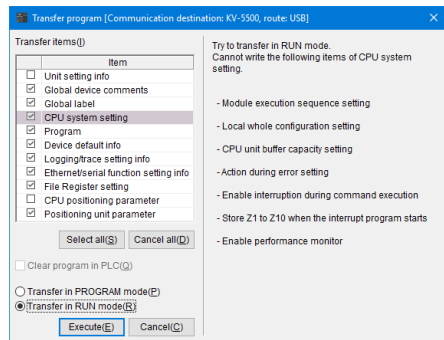 Transfer program [Communication destination: KV-5500, route: USB]
Transfer items(I)
Item
Unit setting info
Global device comments
Global label
CPU system setting
Program
Device default info
Logging/trace setting info
Ethernet/serial function setting info
File Register setting
CPU positioning parameter
Positioning unit parameter
Select all(S) Cancel all(D)
Clear program in PLC(Q)
Transfer in PROGRAM mode(P)
Transfer in RUN mode(R)
Execute(E) Cancel(C)
Try to transfer in RUN mode.
Cannot write the following items of CPU system
setting.
- Module execution sequence setting
- Local whole configuration setting
- CPU unit buffer capacity setting
- Action during error setting
- Enable interruption during command execution
- Store Z1 to Z10 when the interrupt program starts
- Enable performance monitor